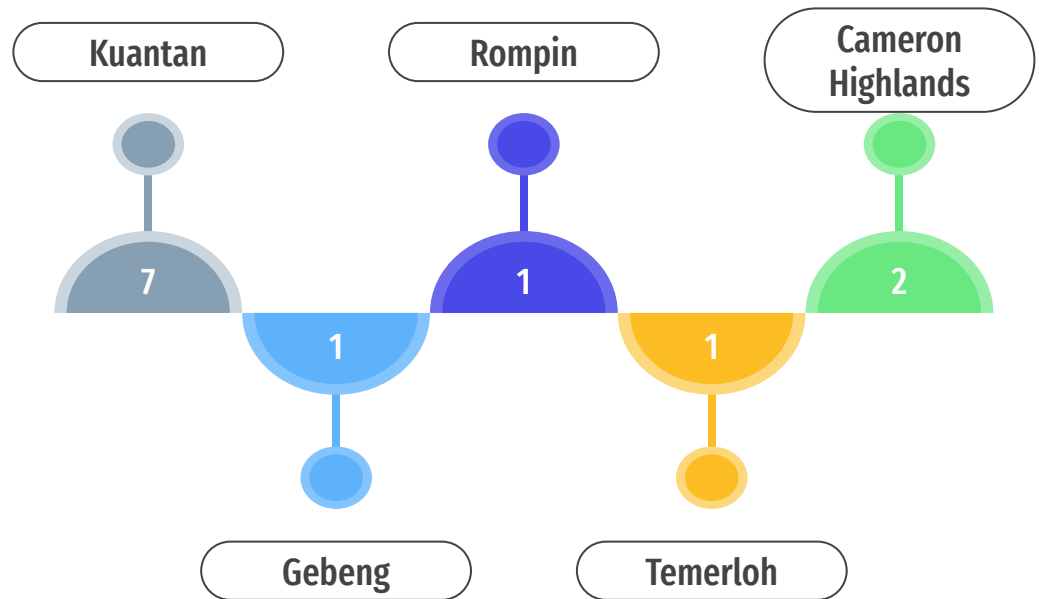 Kuantan
Rompin
Cameron
Highlands
7
1
2
1
1
Gebeng
Temerloh